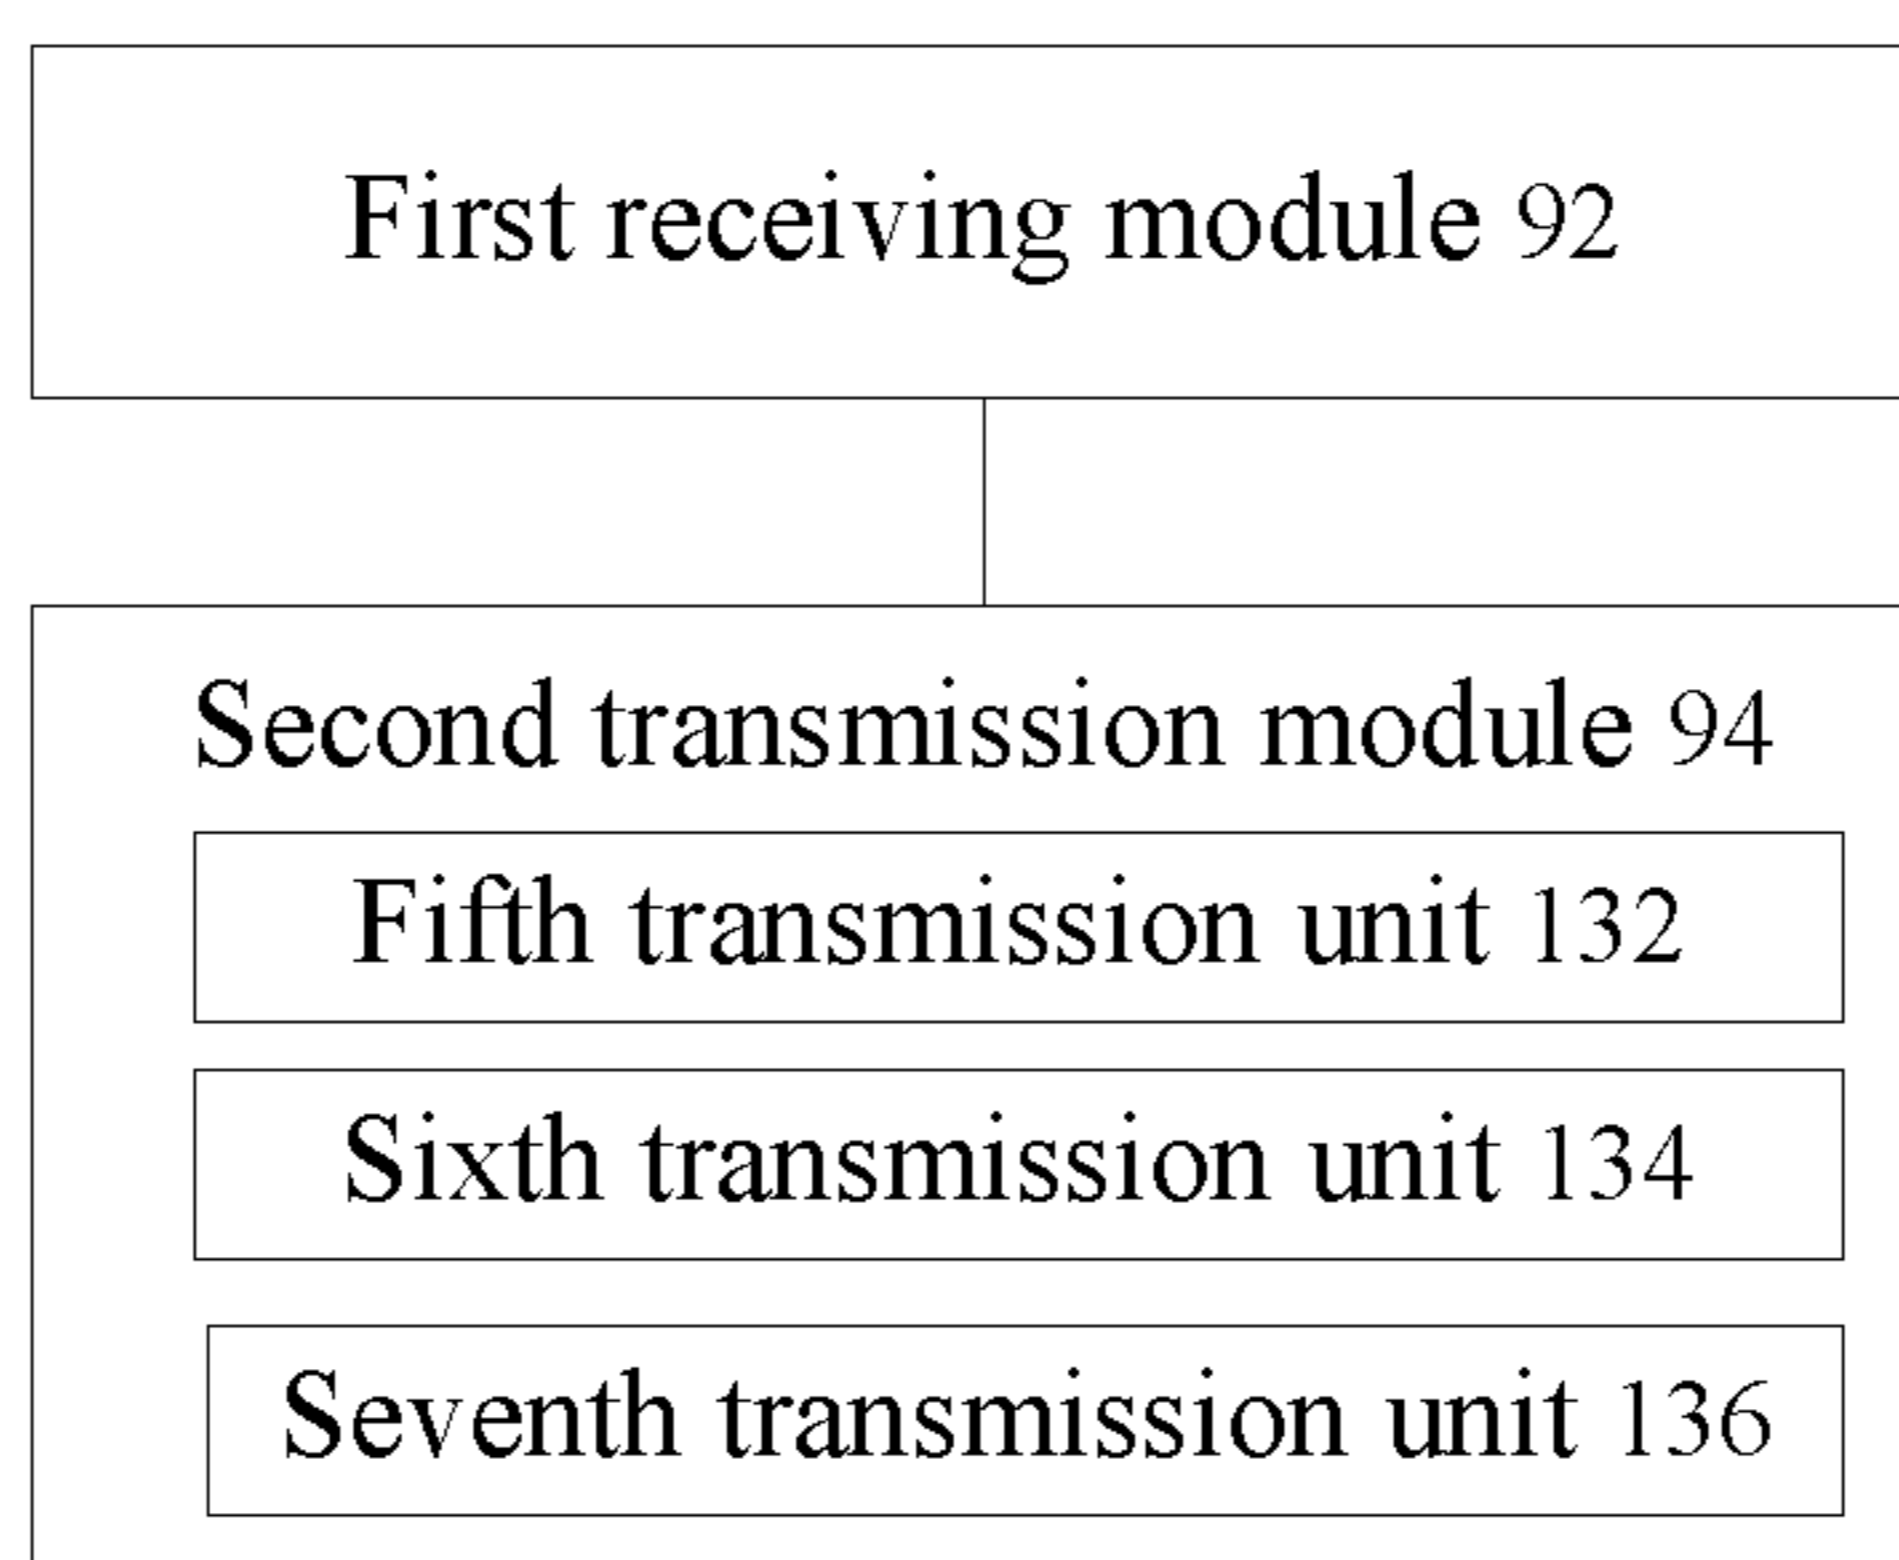 First receiving module 92
Second transmission module 94
Fifth transmission unit 132
Sixth transmission unit 134
Seventh transmission unit 136